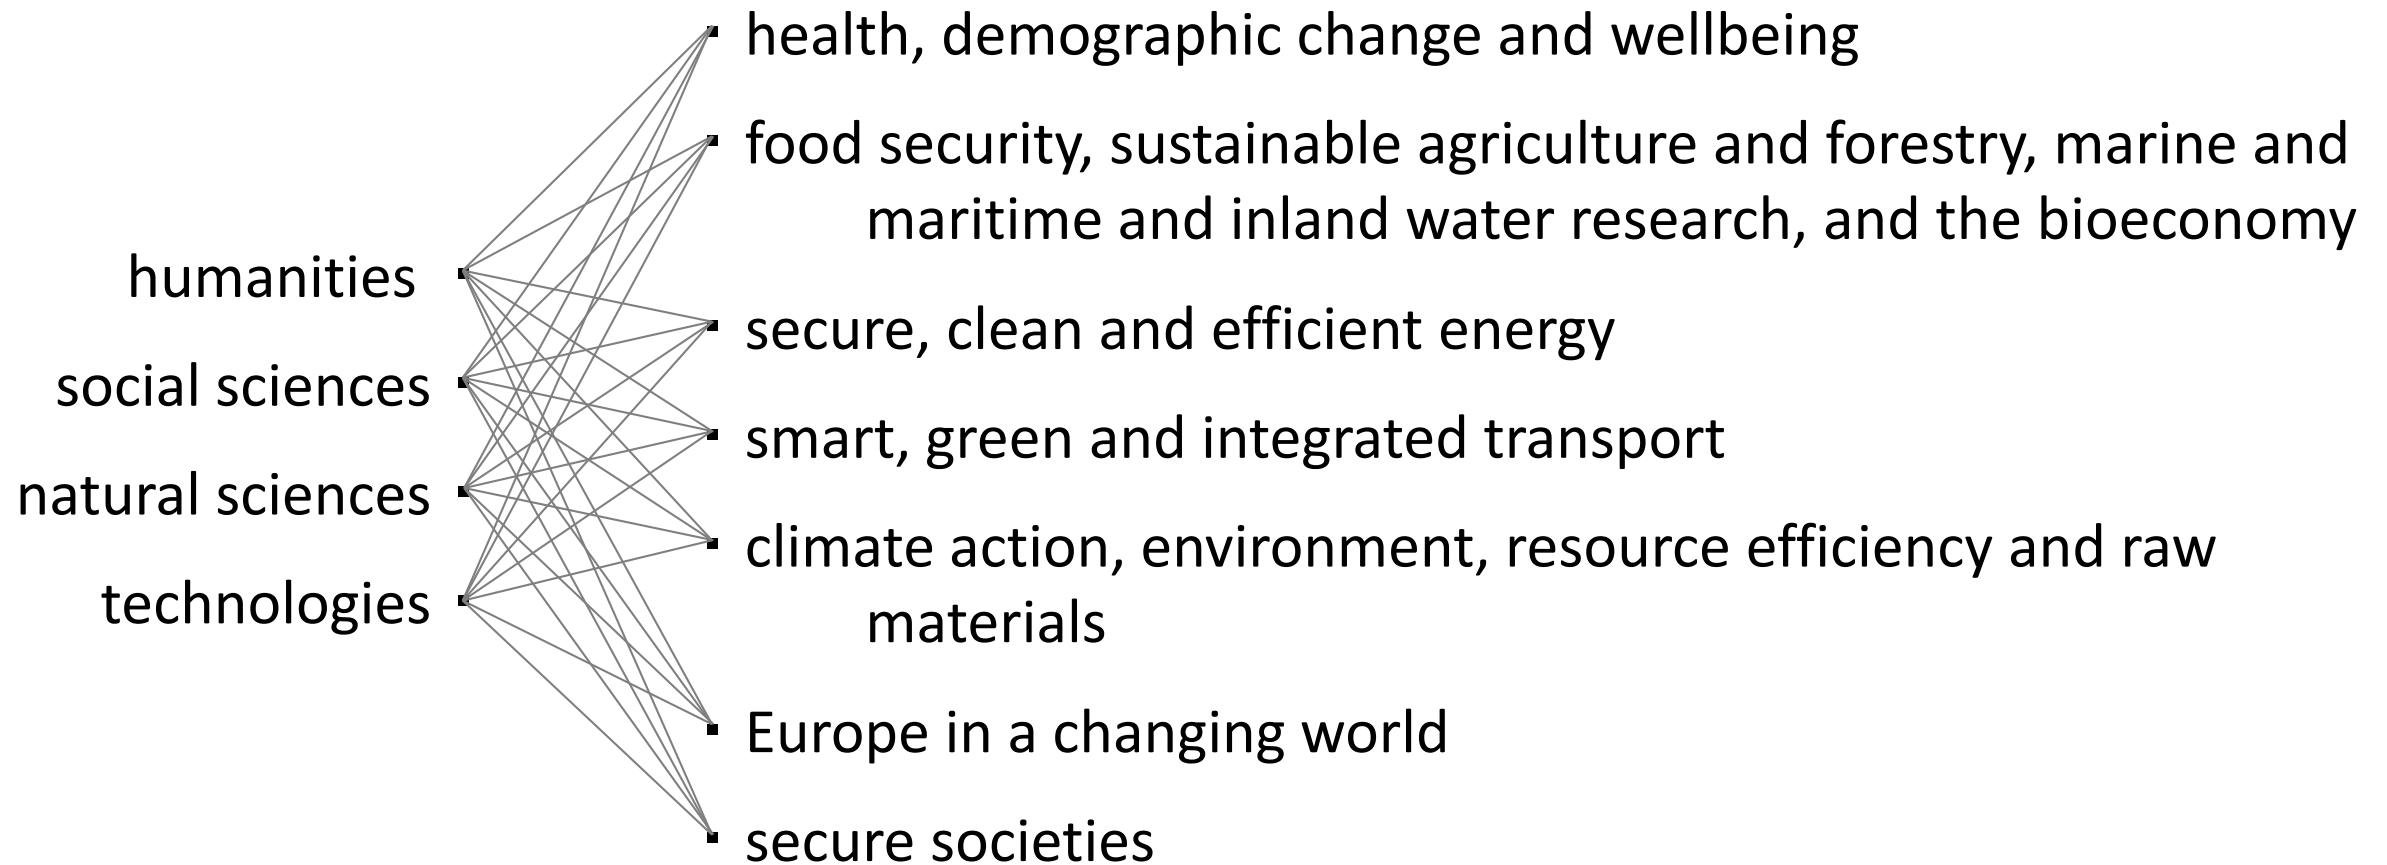 humanities
social sciences
natural sciences
technologies
health, demographic change and wellbeing
food security, sustainable agriculture and forestry, marine and
maritime and inland water research, and the bioeconomy
secure, clean and efficient energy
smart, green and integrated transport
climate action, environment, resource efficiency and raw
materials
Europe in a changing world
secure societies